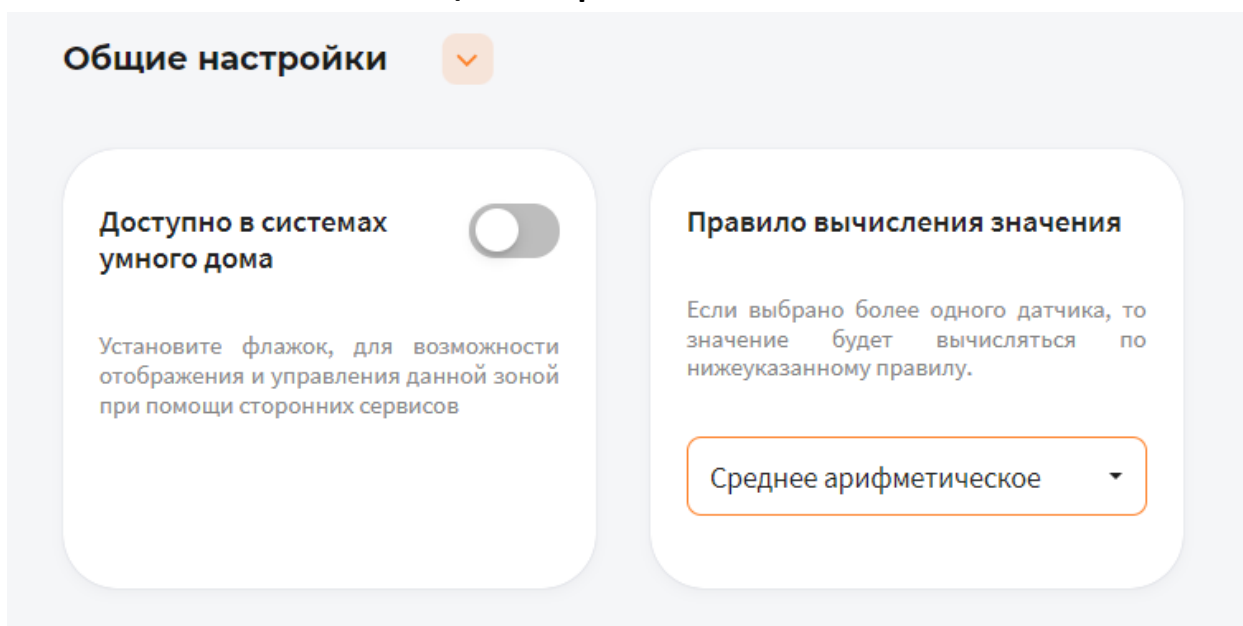 Общие настройки
Доступно в системах
умного дома
Установите флажок, для возможности
отображения и управления данной зоной
при помощи сторонних сервисов
Правило вычисления значения
Если выбрано более одного датчика, то
значение будет вычисляться по
нижеуказанному правилу.
Среднее арифметическое